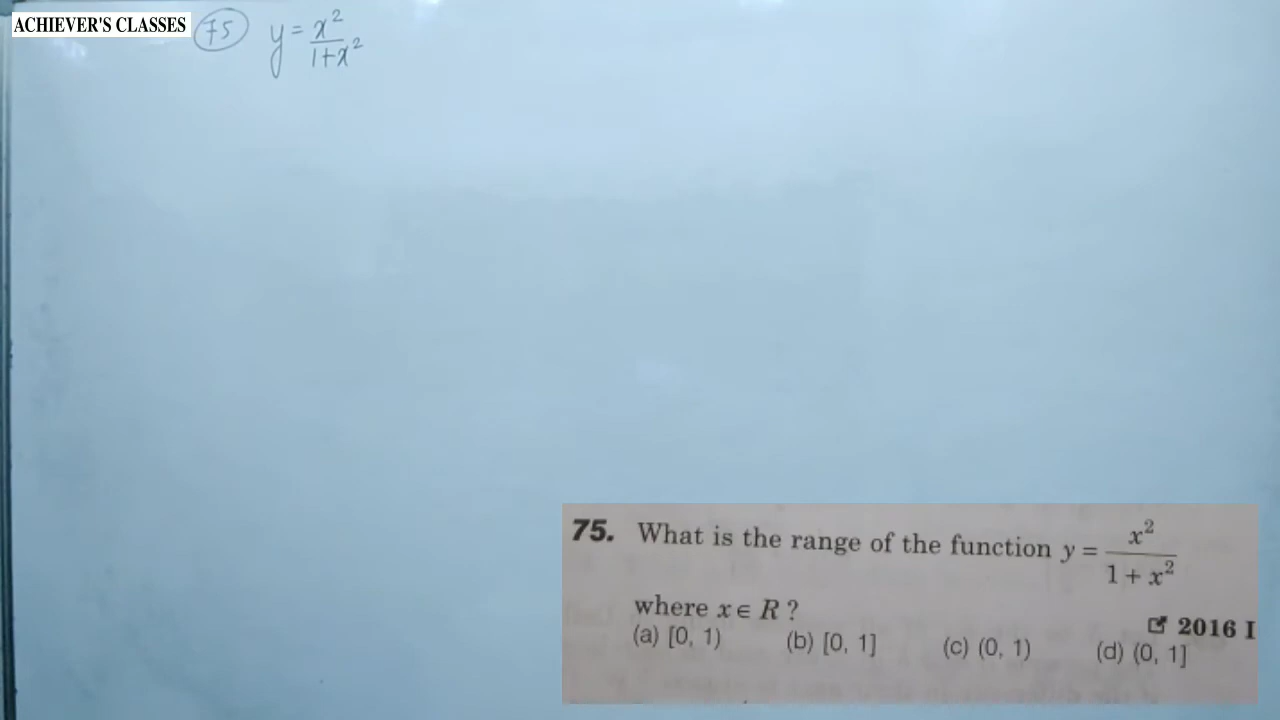 ACHIEVER'S CLASSES
75 y = x²/1+x²
75. What is the range of the function y = x²/1 + x²
where x ∈ R ?
2016 I
(a) [0, 1) (b) [0, 1] (c) (0, 1) (d) (0, 1]